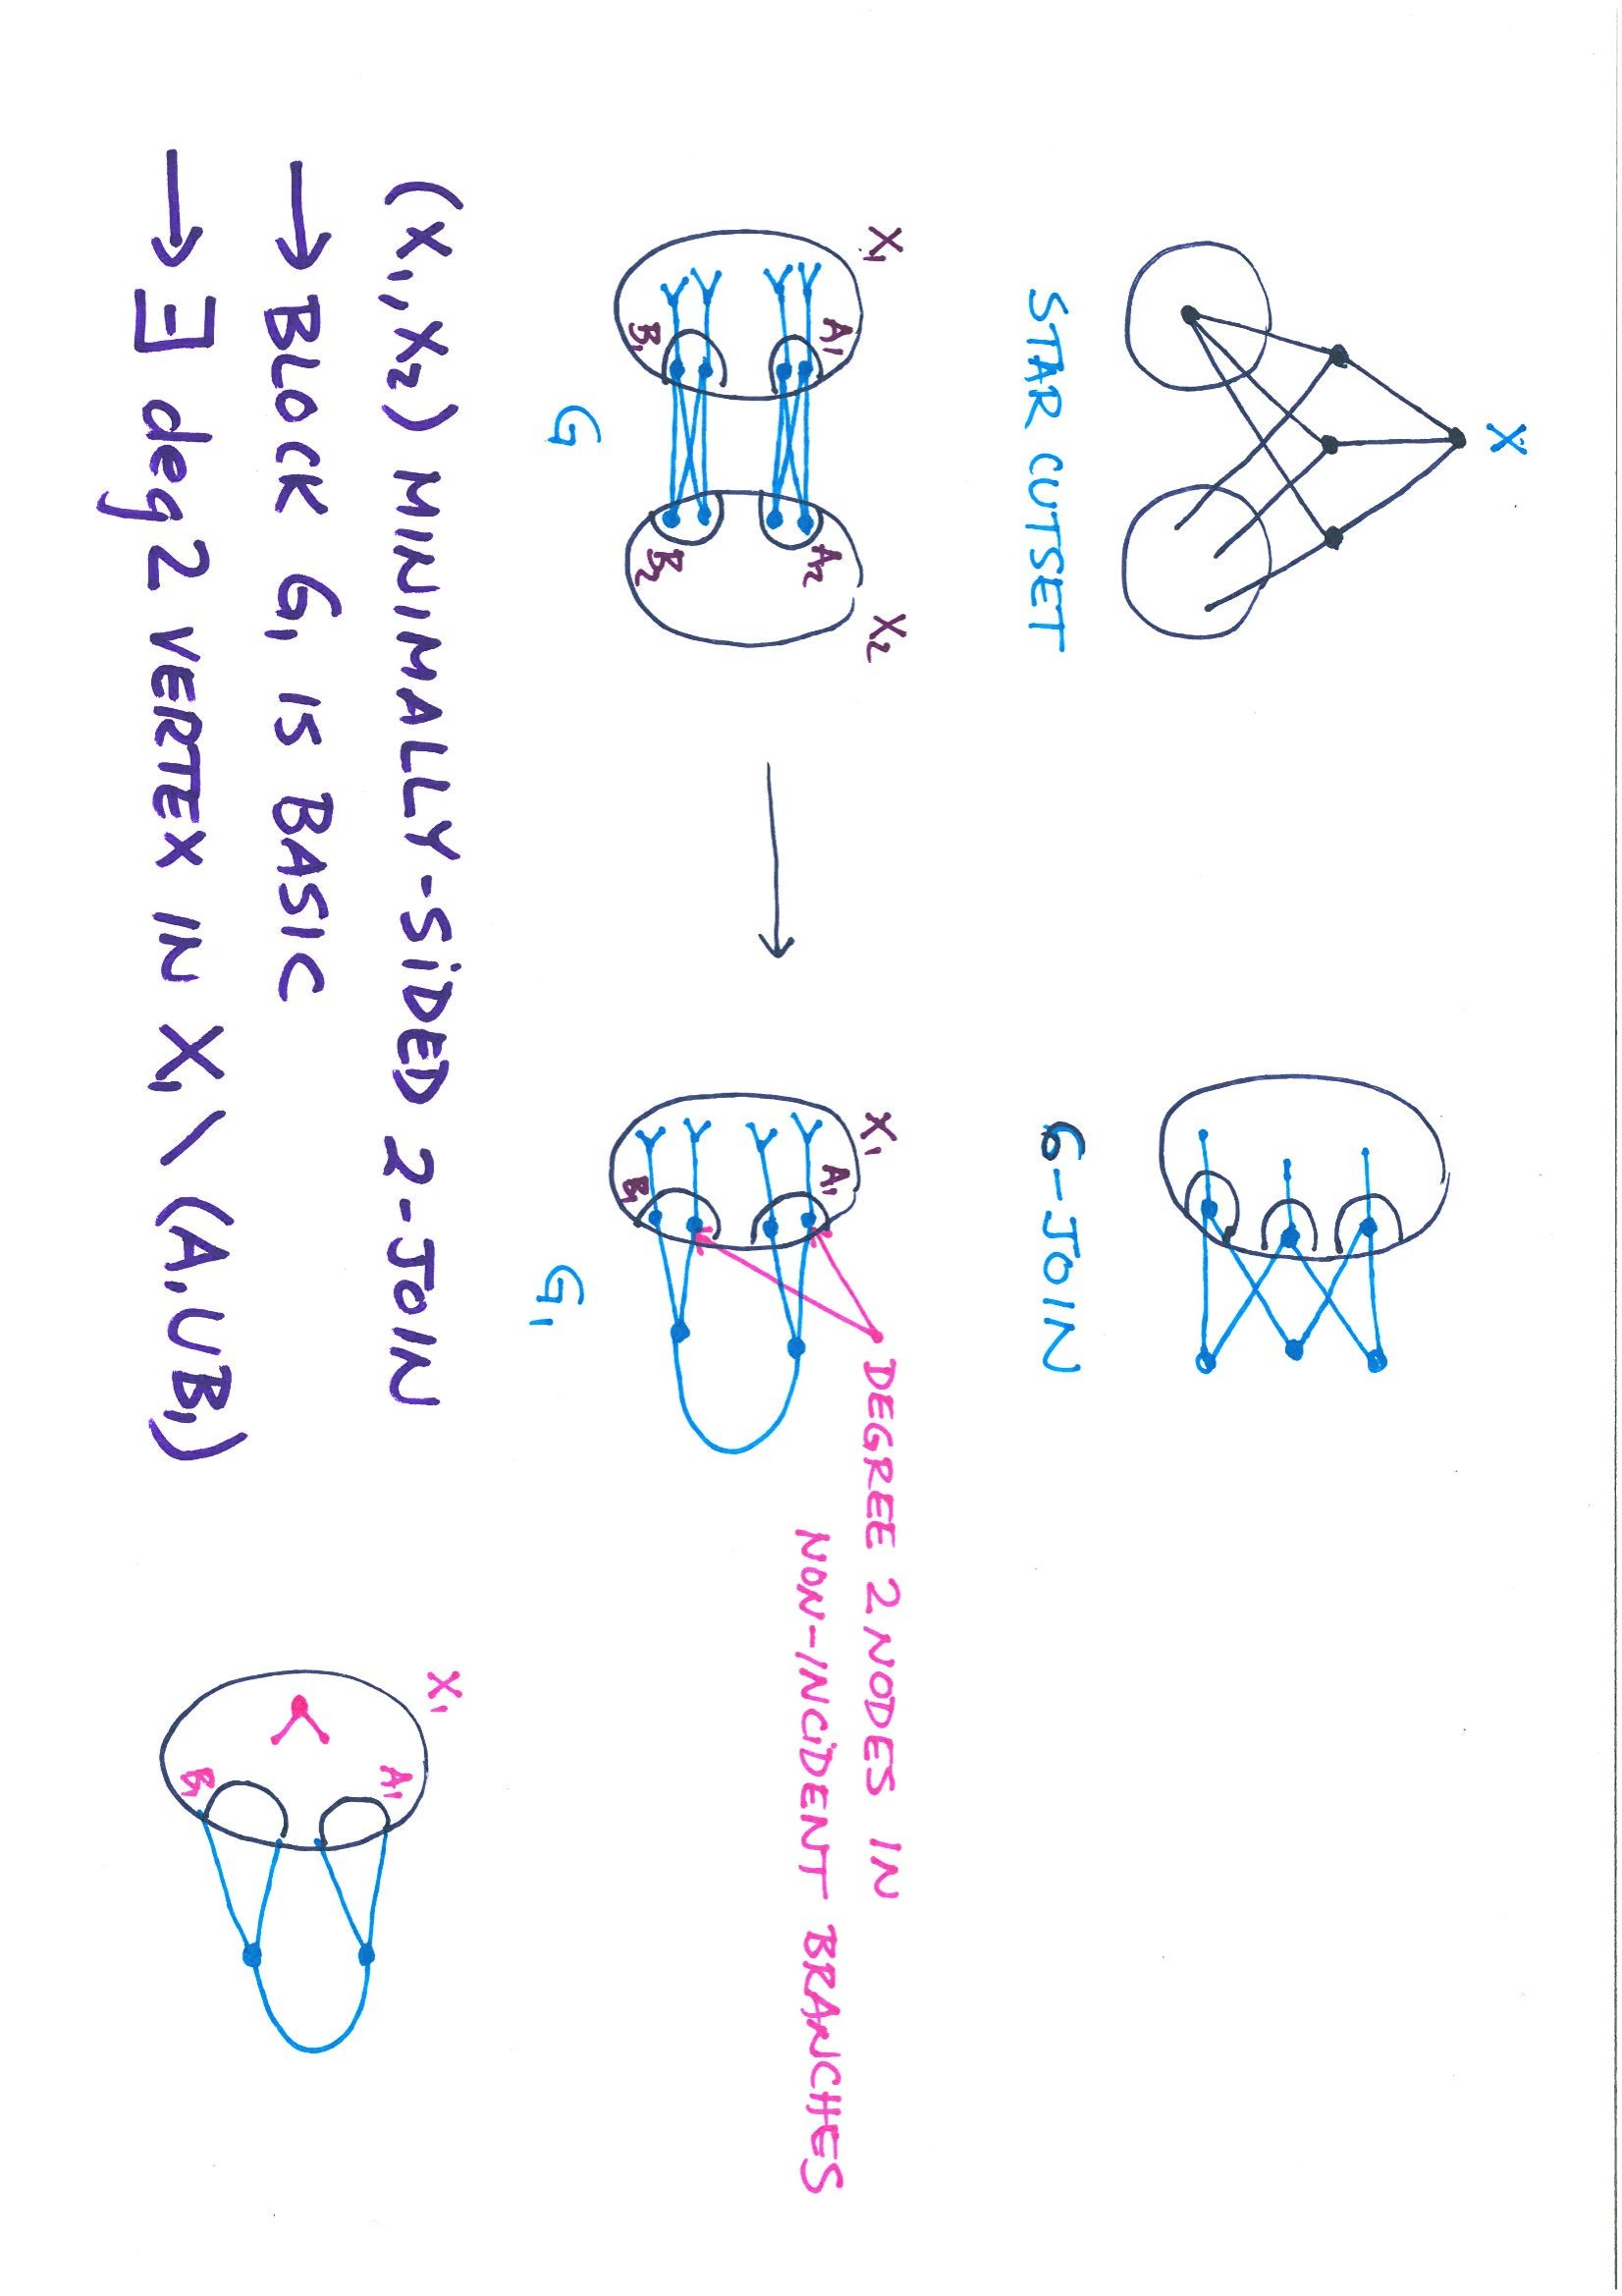 X
STAR CUTSET
6-JOIN
X₁
X₂
A₁
A₂
B₁
B₂
G
X₁
A₁
B₁
G₁
DEGREE 2 NODES IN
NON-INCIDENT BRANCHES
(X₁, X₂) MINIMALLY-SIDED 2-JOIN
→ BLOCK G₁ IS BASIC
→ ∃ deg 2 VERTEX IN X₁ \ (A₁ ∪ B₁)
X₁
A₁
B₁